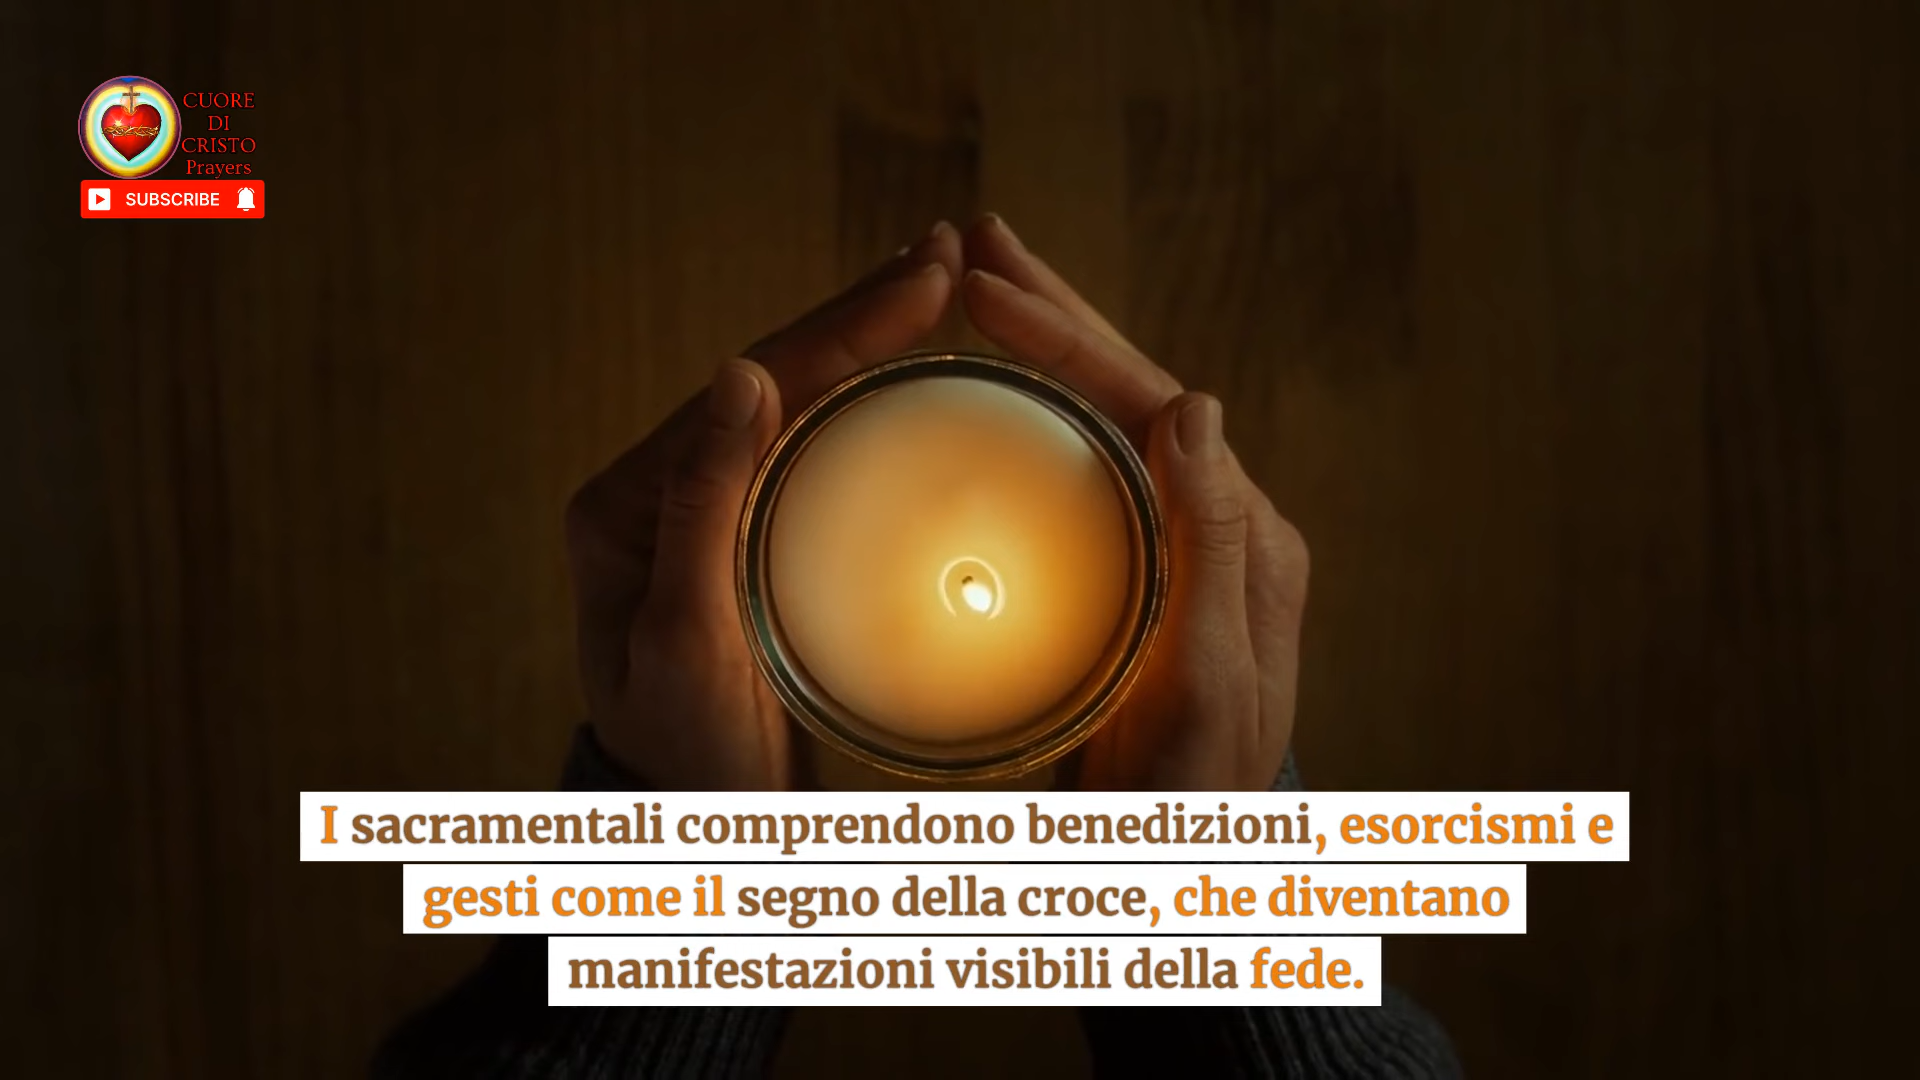 CUORE
DI
CRISTO
Prayers
SUBSCRIBE
I sacramentali comprendono benedizioni, esorcismi e
gesti come il segno della croce, che diventano
manifestazioni visibili della fede.